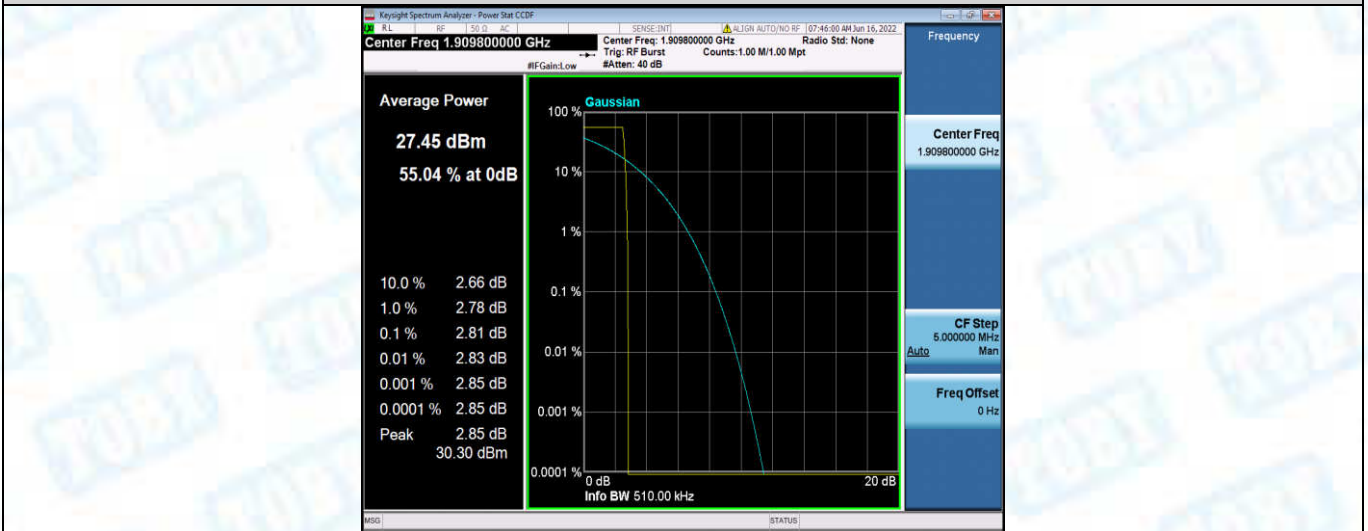 Keysight Spectrum Analyzer - Power Stat CCDF
RL RF 50 Ω AC SENSE:INT ALIGN AUTO/NO RF 07:46:00 AM Jun 16, 2022
Center Freq 1.909800000 GHz
Center Freq: 1.909800000 GHz Radio Std: None
Trig: RF Burst Counts:1.00 M/1.00 Mpt
#IFGain:Low #Atten: 40 dB
Frequency
Average Power
27.45 dBm
55.04 % at 0dB
10.0 % 2.66 dB
1.0 % 2.78 dB
0.1 % 2.81 dB
0.01 % 2.83 dB
0.001 % 2.85 dB
0.0001 % 2.85 dB
Peak 2.85 dB
30.30 dBm
Gaussian
100 %
10 %
1 %
0.1 %
0.01 %
0.001 %
0.0001 %
0 dB 20 dB
Info BW 510.00 kHz
Center Freq
1.909800000 GHz
CF Step
5.000000 MHz
Auto Man
Freq Offset
0 Hz
MSG STATUS